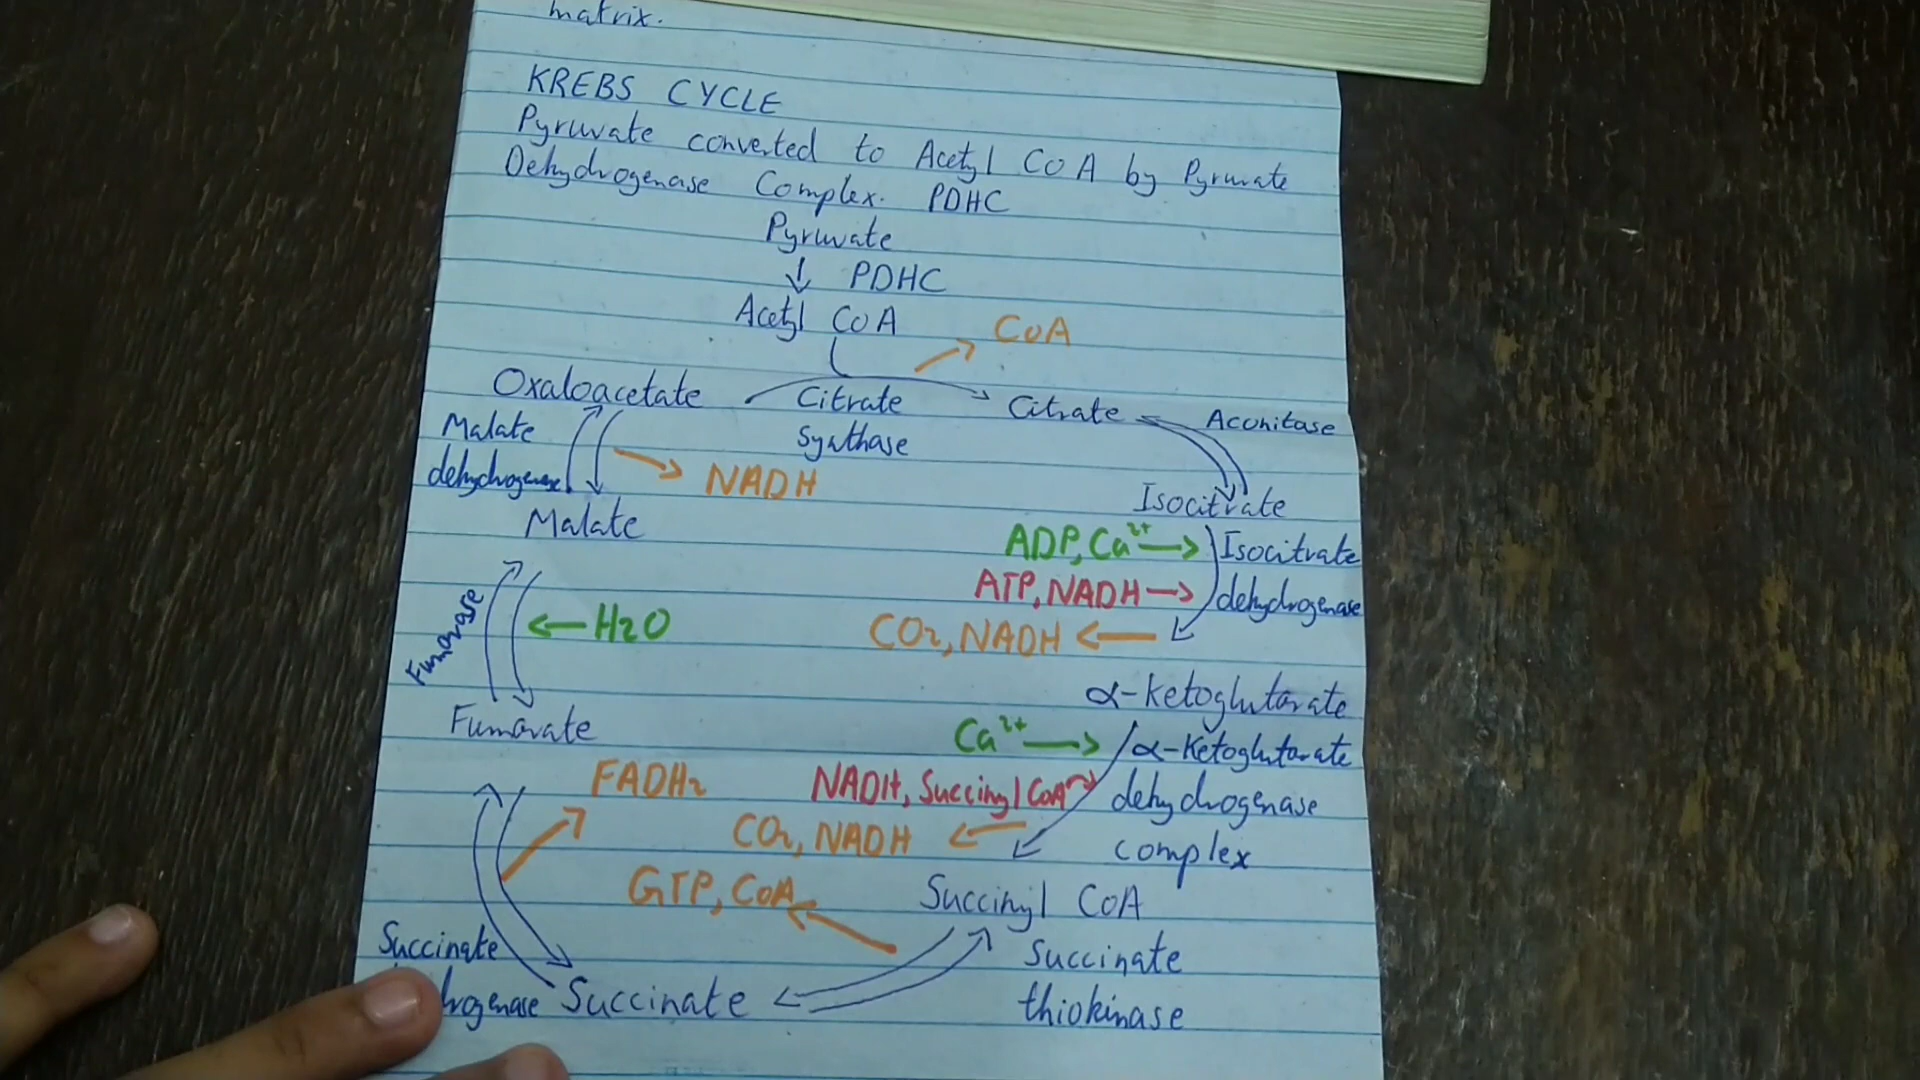 matrix.
KREBS CYCLE
Pyruvate converted to Acetyl CoA by Pyruvate
Dehydrogenase Complex. PDHC
Pyruvate
PDHC
Acetyl CoA
CoA
Oxaloacetate
Citrate
Synthase
Citrate
Aconitase
Malate
dehydrogenase
NADH
Malate
Isocitrate
ADP, Ca²⁺
Isocitrate
dehydrogenase
ATP, NADH
CO₂, NADH
Fumarase
H₂O
Fumarate
α-ketoglutarate
Ca²⁺
α-Ketoglutarate
dehydrogenase
complex
NADH, Succinyl CoA
CO₂, NADH
FADH₂
GTP, CoA
Succinyl CoA
Succinate
thiokinase
Succinate
rogenase
Succinate